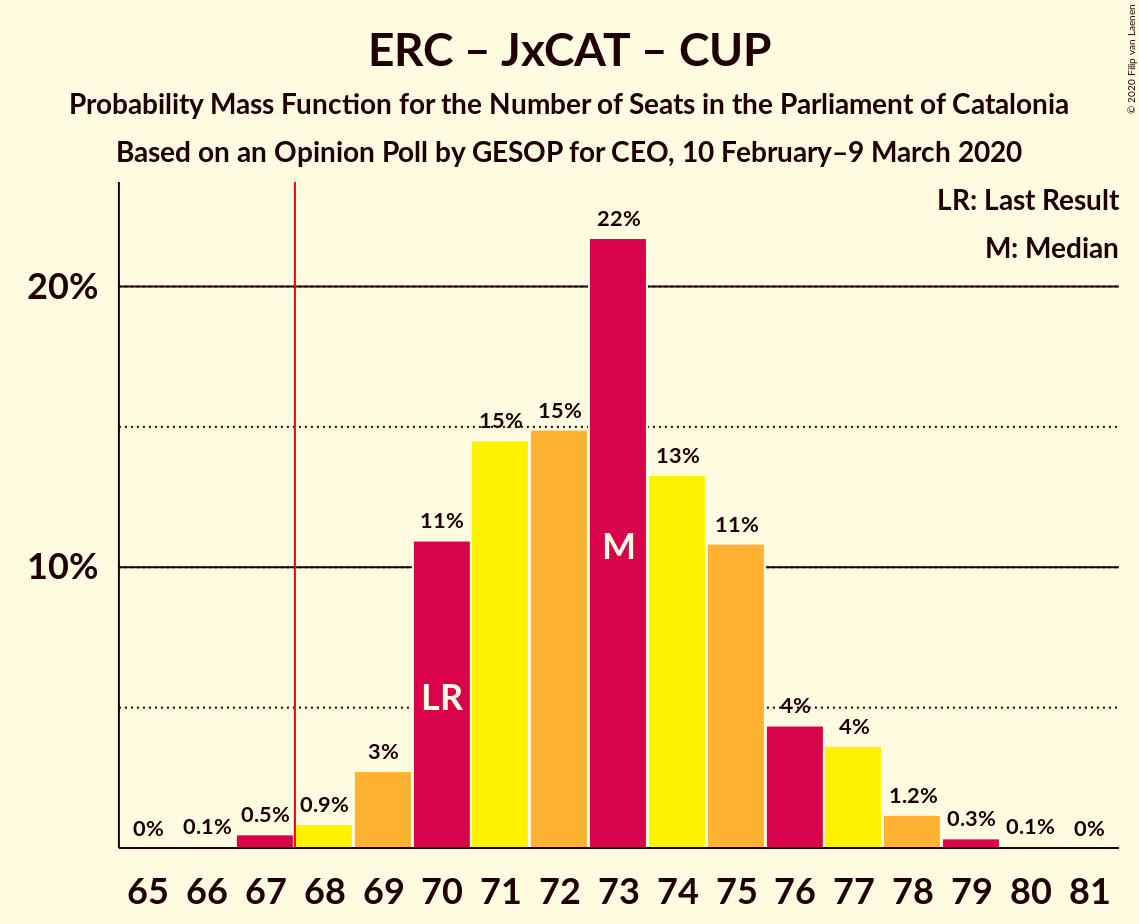 ERC – JxCAT – CUP
Probability Mass Function for the Number of Seats in the Parliament of Catalonia
Based on an Opinion Poll by GESOP for CEO, 10 February–9 March 2020
© 2020 Filip van Laenen
LR: Last Result
M: Median
20%
10%
0%
0.1%
0.5%
0.9%
3%
11%
15%
15%
22%
13%
11%
4%
4%
1.2%
0.3%
0.1%
0%
LR
M
65 66 67 68 69 70 71 72 73 74 75 76 77 78 79 80 81